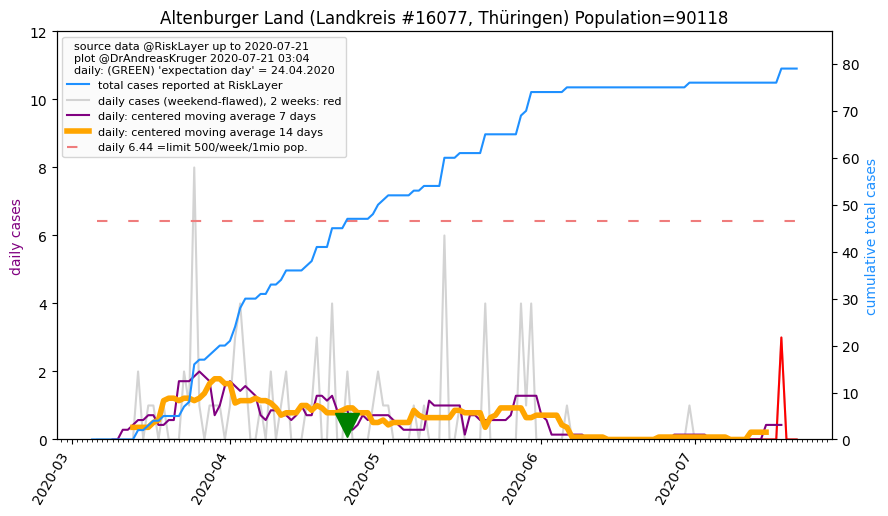 Altenburger Land (Landkreis #16077, Thüringen) Population=90118
source data @RiskLayer up to 2020-07-21
plot @DrAndreasKruger 2020-07-21 03:04
daily: (GREEN) 'expectation day' = 24.04.2020
total cases reported at RiskLayer
daily cases (weekend-flawed), 2 weeks: red
daily: centered moving average 7 days
daily: centered moving average 14 days
daily 6.44 =limit 500/week/1mio pop.
daily cases
12
10
8
6
4
2
0
cumulative total cases
80
70
60
50
40
30
20
10
0
2020-03
2020-04
2020-05
2020-06
2020-07